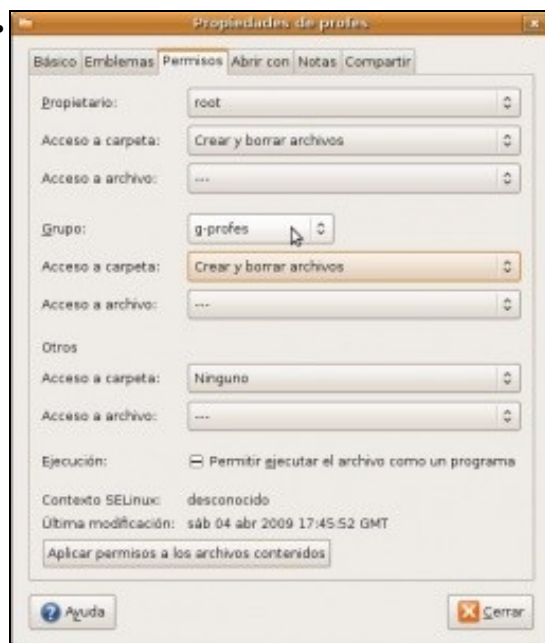 Propiedades de profes
Básico Emblemas Permisos Abrir con Notas Compartir
Propietario: root
Acceso a carpeta: Crear y borrar archivos
Acceso a archivo: ---
Grupo: g-profes
Acceso a carpeta: Crear y borrar archivos
Acceso a archivo: ---
Otros
Acceso a carpeta: Ninguno
Acceso a archivo: ---
Ejecución: Permitir ejecutar el archivo como un programa
Contexto SELinux: desconocido
Última modificación: sáb 04 abr 2009 17:45:52 GMT
Aplicar permisos a los archivos contenidos
Ayuda Cerrar